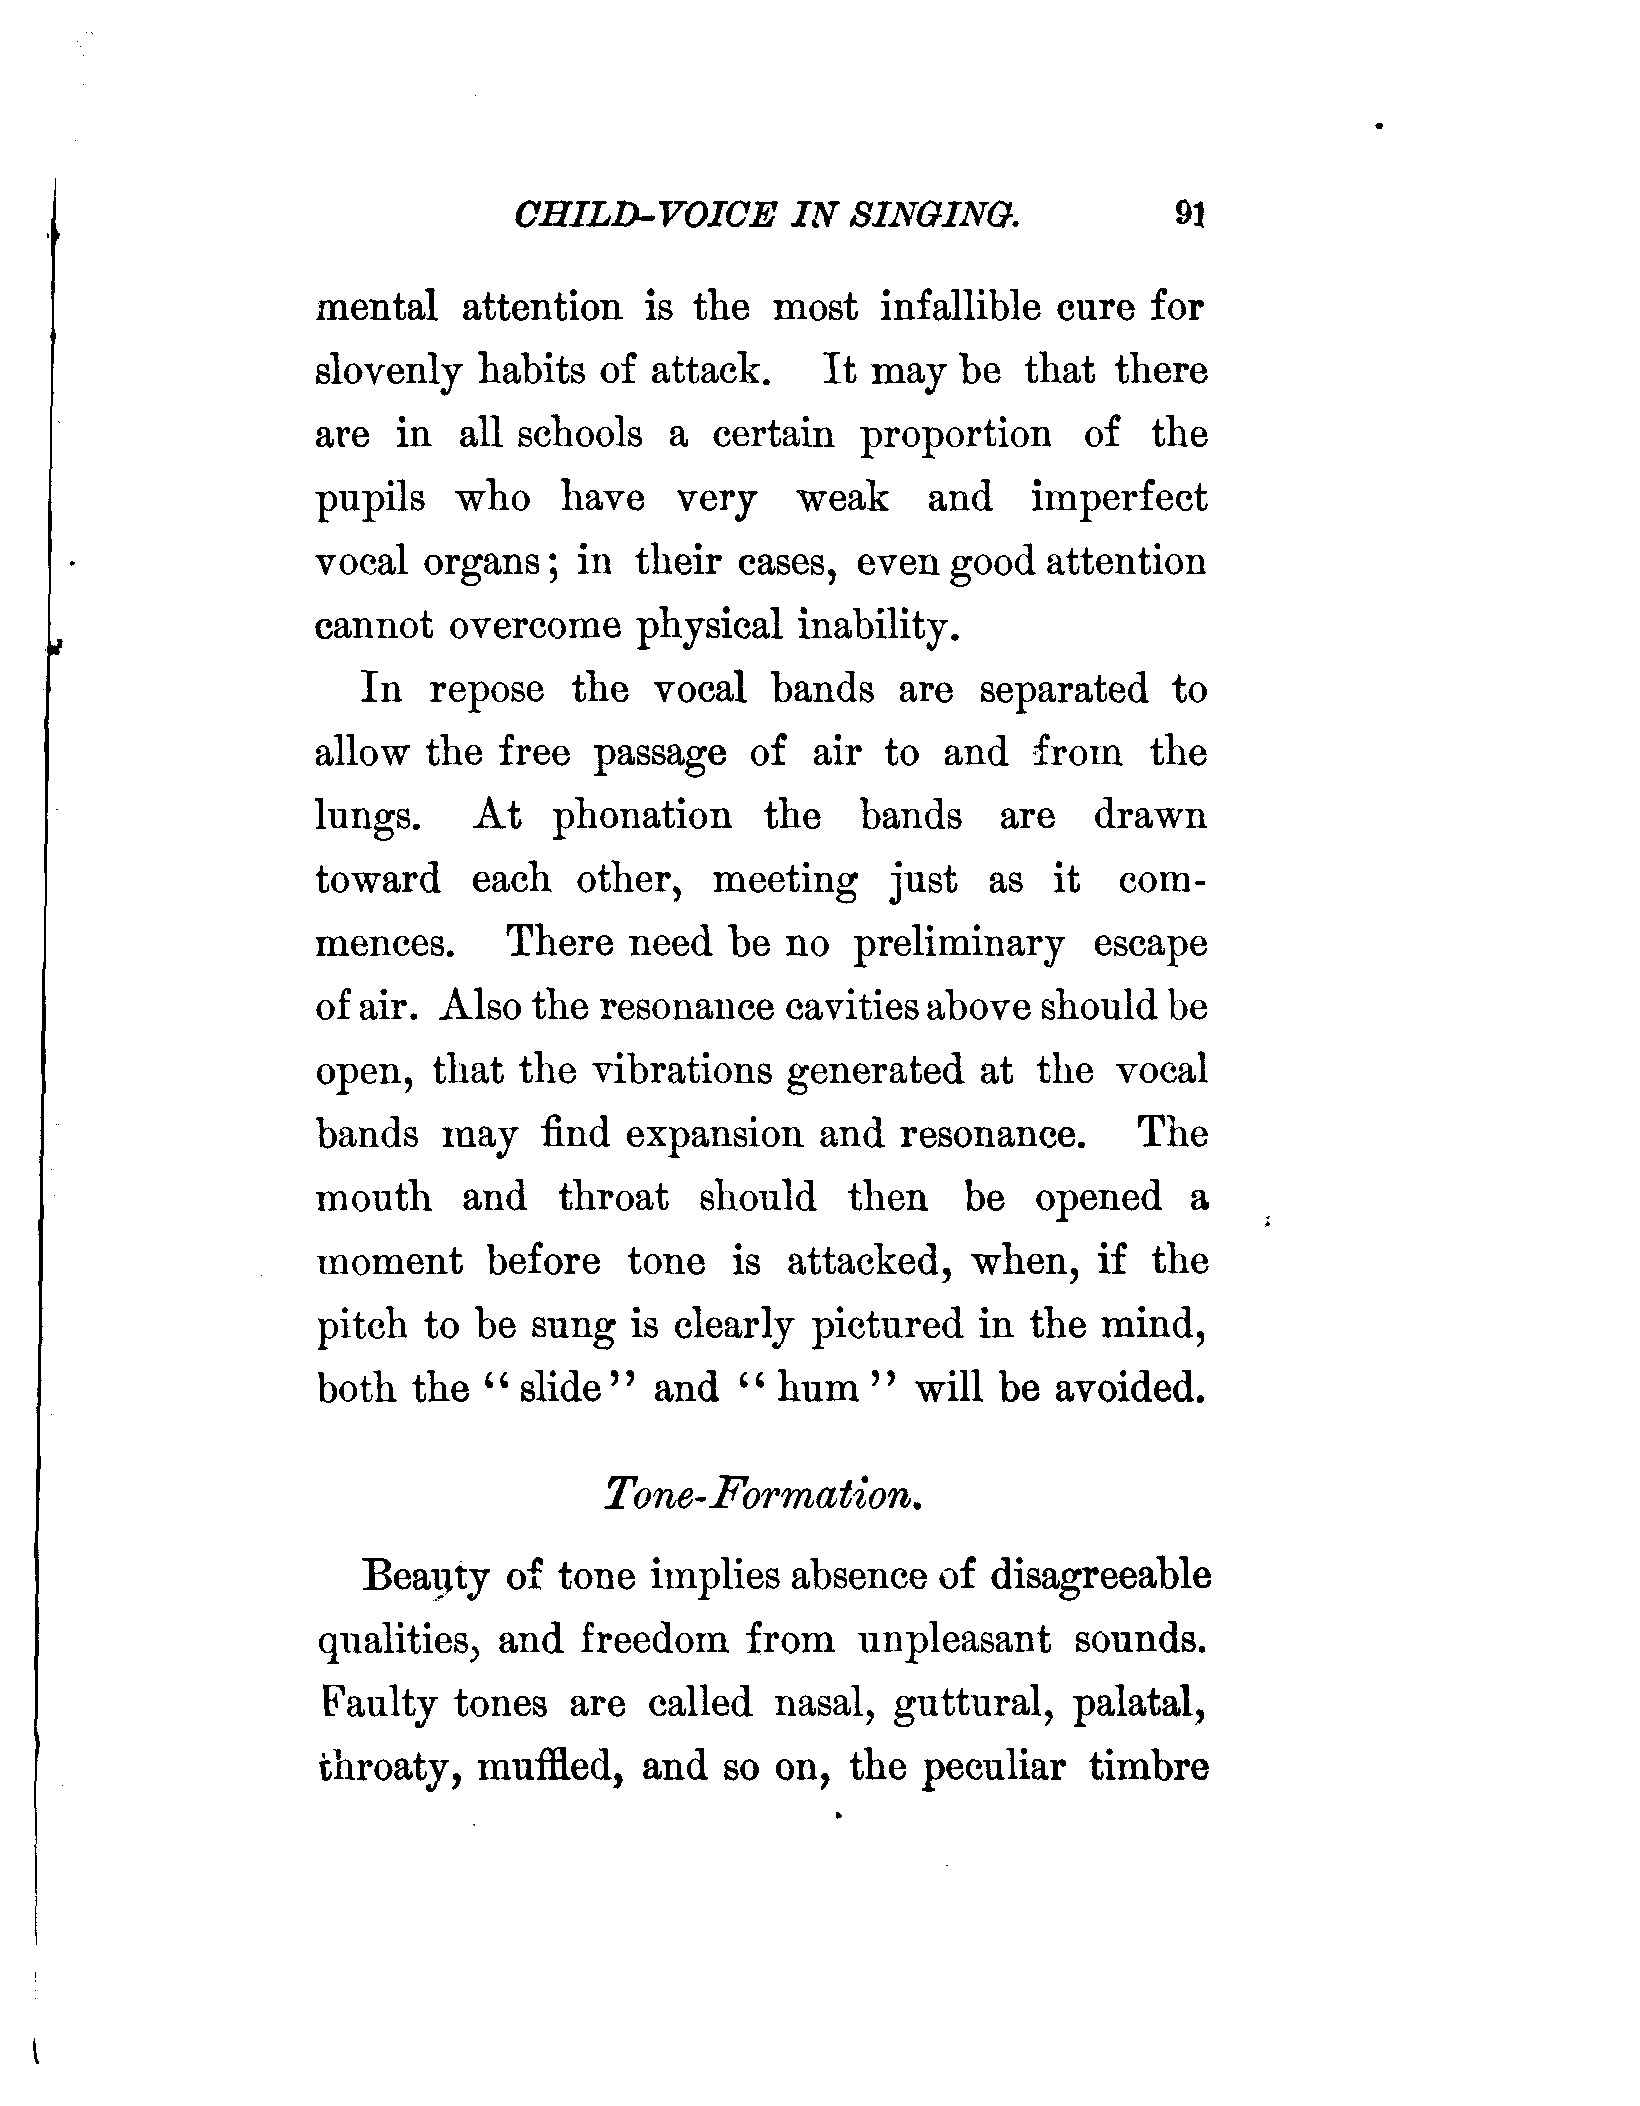 CHILD-VOICE IN SINGING. 91
mental attention is the most infallible cure for
slovenly habits of attack. It may be that there
are in all schools a certain proportion of the
pupils who have very weak and imperfect
vocal organs; in their cases, even good attention
cannot overcome physical inability.
In repose the vocal bands are separated to
allow the free passage of air to and from the
lungs. At phonation the bands are drawn
toward each other, meeting just as it com-
mences. There need be no preliminary escape
of air. Also the resonance cavities above should be
open, that the vibrations generated at the vocal
bands may find expansion and resonance. The
mouth and throat should then be opened a
moment before tone is attacked, when, if the
pitch to be sung is clearly pictured in the mind,
both the "slide" and "hum" will be avoided.
Tone-Formation.
Beauty of tone implies absence of disagreeable
qualities, and freedom from unpleasant sounds.
Faulty tones are called nasal, guttural, palatal,
throaty, muffled, and so on, the peculiar timbre